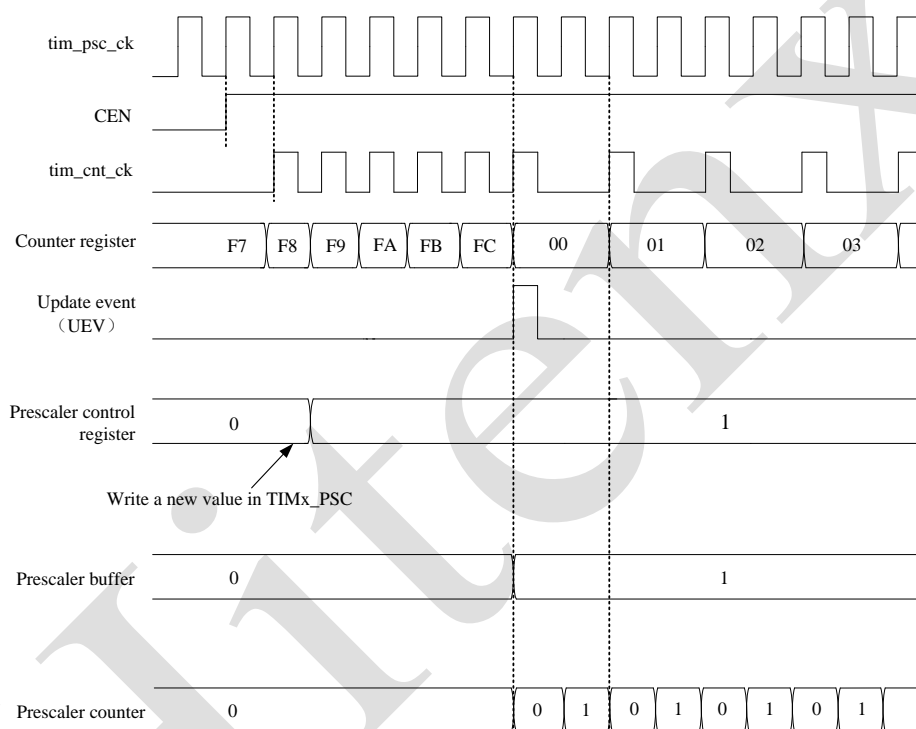 tim_psc_ck
CEN
tim_cnt_ck
Counter register F7 F8 F9 FA FB FC 00 01 02 03
Update event
（UEV）
Prescaler control
register
0 1
Write a new value in TIMx_PSC
Prescaler buffer 0 1
Prescaler counter 0 0 1 0 1 0 1 0 1